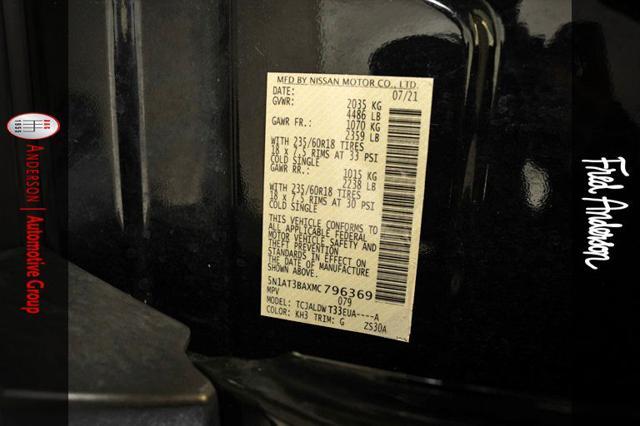 MFD BY NISSAN MOTOR CO., LTD.
DATE: 07/21
GVWR: 2035 KG
4486 LB
GAWR FR.: 1070 KG
2359 LB
WITH 235/60R18 TIRES
18 x 7.5 RIMS AT 33 PSI
COLD SINGLE
GAWR RR.: 1015 KG
2238 LB
WITH 235/60R18 TIRES
18 x 7.5 RIMS AT 30 PSI
COLD SINGLE
THIS VEHICLE CONFORMS TO
ALL APPLICABLE FEDERAL
MOTOR VEHICLE SAFETY AND
THEFT PREVENTION
STANDARDS IN EFFECT ON
THE DATE OF MANUFACTURE
SHOWN ABOVE.
5N1AT3BAXMC796369
MPV 079
MODEL: TCJALDWT33EUA----A
COLOR: KH3 TRIM: G ZS30A
ANDERSON | Automotive Group
Fred Anderson